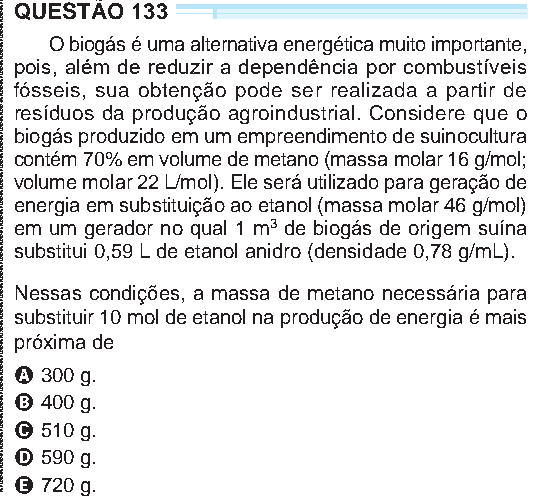 QUESTÃO 133
O biogás é uma alternativa energética muito importante,
pois, além de reduzir a dependência por combustíveis
fósseis, sua obtenção pode ser realizada a partir de
resíduos da produção agroindustrial. Considere que o
biogás produzido em um empreendimento de suinocultura
contém 70% em volume de metano (massa molar 16 g/mol;
volume molar 22 L/mol). Ele será utilizado para geração de
energia em substituição ao etanol (massa molar 46 g/mol)
em um gerador no qual 1 m³ de biogás de origem suína
substitui 0,59 L de etanol anidro (densidade 0,78 g/mL).
Nessas condições, a massa de metano necessária para
substituir 10 mol de etanol na produção de energia é mais
próxima de
A 300 g.
B 400 g.
C 510 g.
D 590 g.
E 720 g.